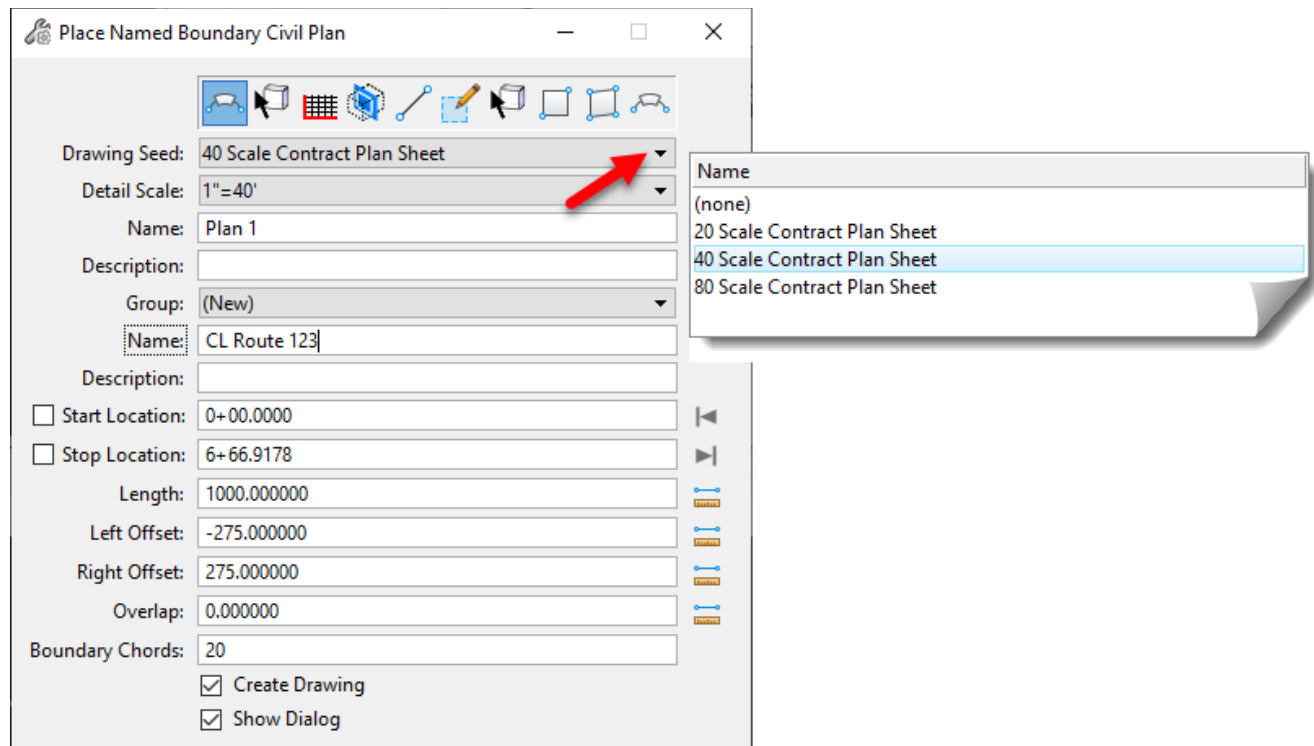 Place Named Boundary Civil Plan
Drawing Seed: 40 Scale Contract Plan Sheet
Detail Scale: 1"=40'
Name: Plan 1
Description:
Group: (New)
Name: CL Route 123
Description:
Start Location: 0+00.0000
Stop Location: 6+66.9178
Length: 1000.000000
Left Offset: -275.000000
Right Offset: 275.000000
Overlap: 0.000000
Boundary Chords: 20
Create Drawing
Show Dialog
Name
(none)
20 Scale Contract Plan Sheet
40 Scale Contract Plan Sheet
80 Scale Contract Plan Sheet